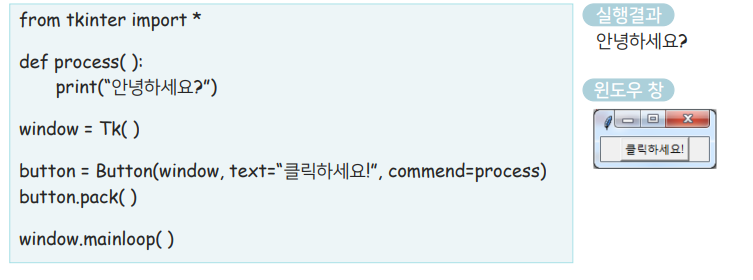 from tkinter import *
def process( ):
print(“안녕하세요?”)
window = Tk( )
button = Button(window, text=“클릭하세요!”, commend=process)
button.pack( )
window.mainloop( )
실행결과
안녕하세요?
윈도우 창
클릭하세요!